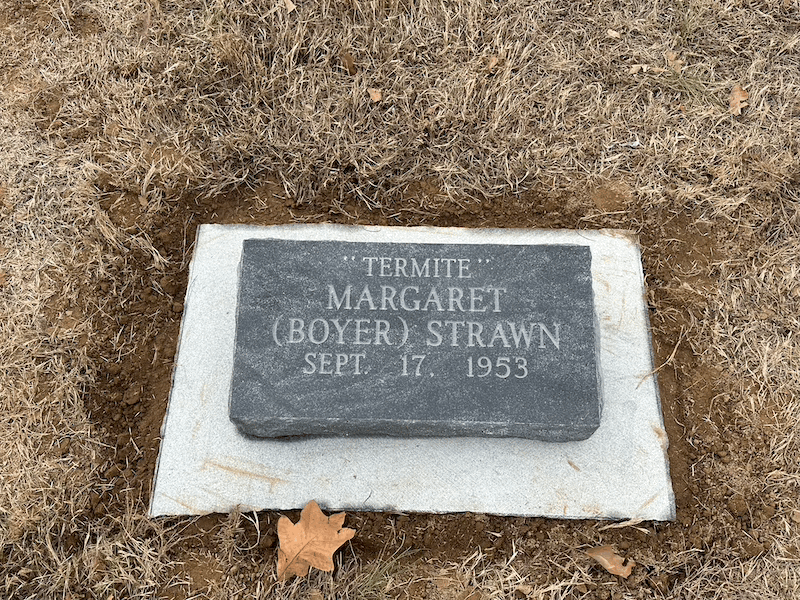 "TERMITE"
MARGARET
(BOYER) STRAWN
SEPT. 17, 1953